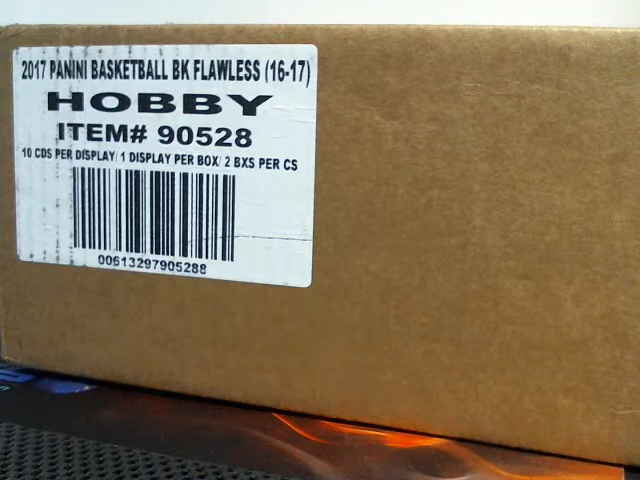 2017 PANINI BASKETBALL BK FLAWLESS (16-17)
HOBBY
ITEM# 90528
10 CDS PER DISPLAY/ 1 DISPLAY PER BOX/ 2 BXS PER CS
00613297905288